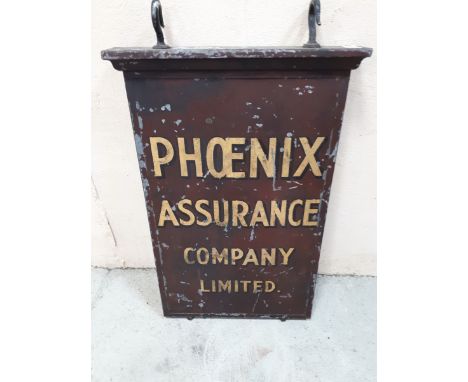 PHŒNIX
ASSURANCE
COMPANY
LIMITED.